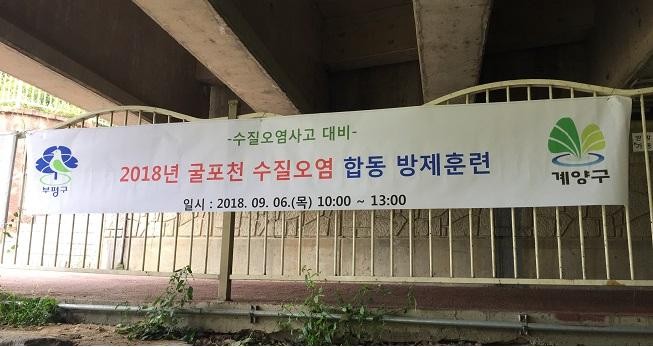 -수질오염사고 대비-
2018년 굴포천 수질오염 합동 방제훈련
일시 : 2018. 09. 06.(목) 10:00 ~ 13:00
부평구
계양구